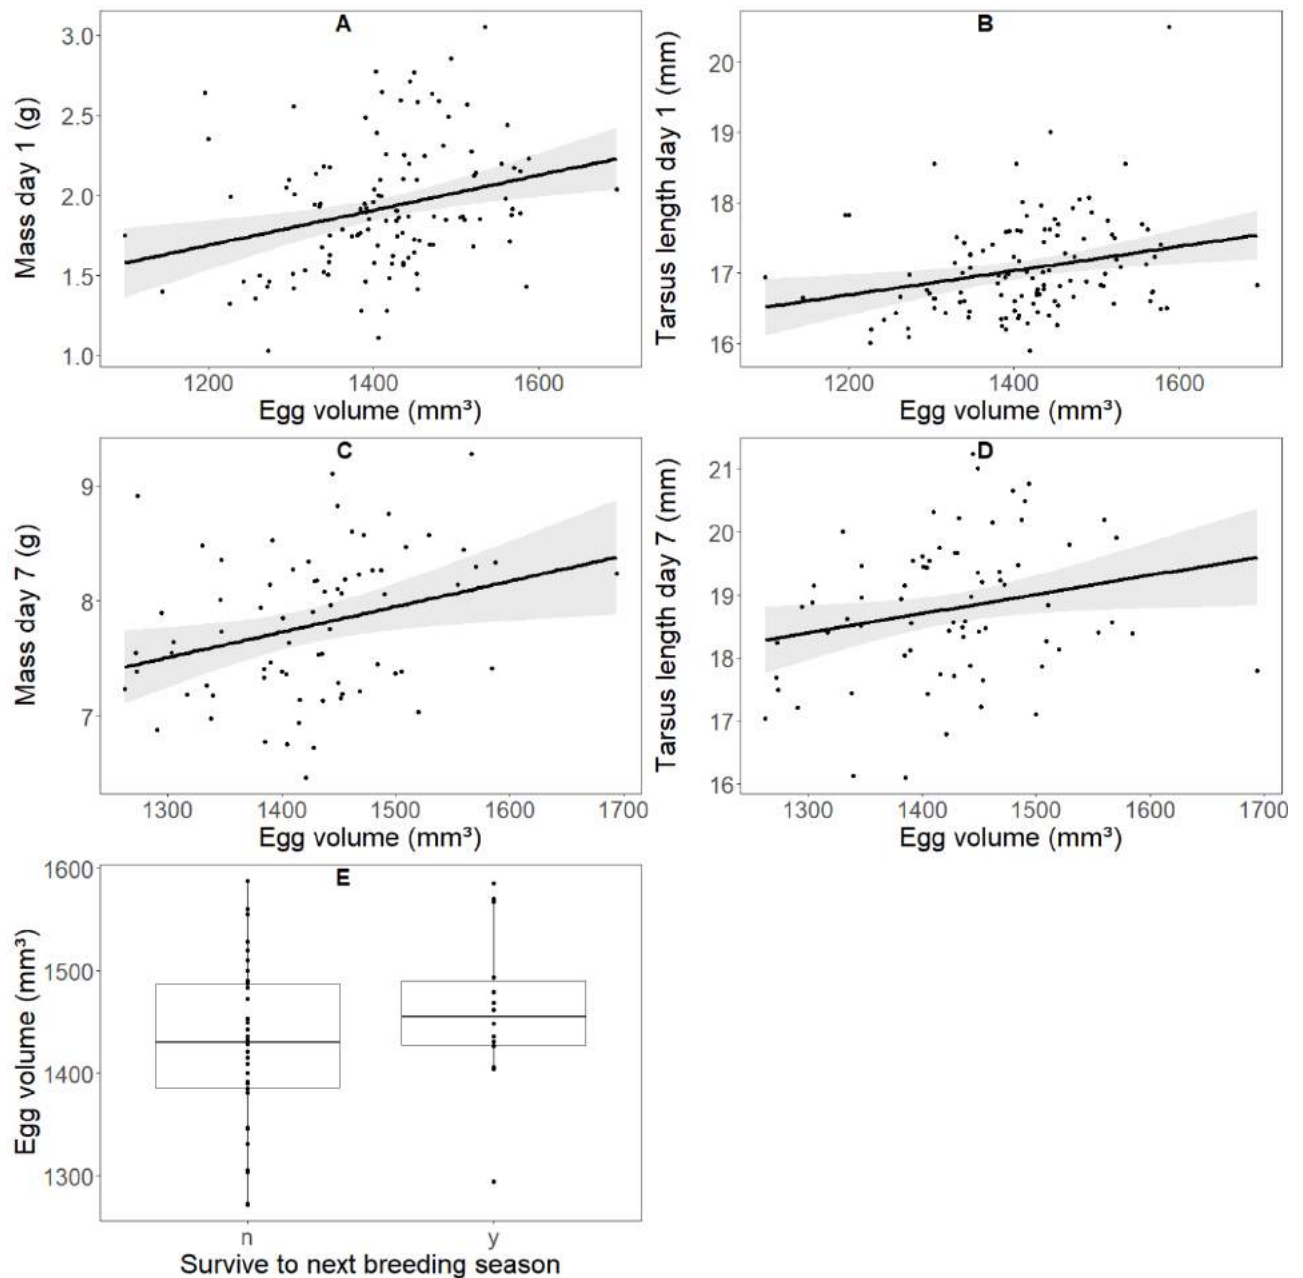 A
Mass day 1 (g)
3.0
2.5
2.0
1.5
1.0
1200 1400 1600
Egg volume (mm³)
B
Tarsus length day 1 (mm)
20
19
18
17
16
1200 1400 1600
Egg volume (mm³)
C
Mass day 7 (g)
9
8
7
1300 1400 1500 1600 1700
Egg volume (mm³)
D
Tarsus length day 7 (mm)
21
20
19
18
17
16
1300 1400 1500 1600 1700
Egg volume (mm³)
E
Egg volume (mm³)
1600
1500
1400
1300
n y
Survive to next breeding season